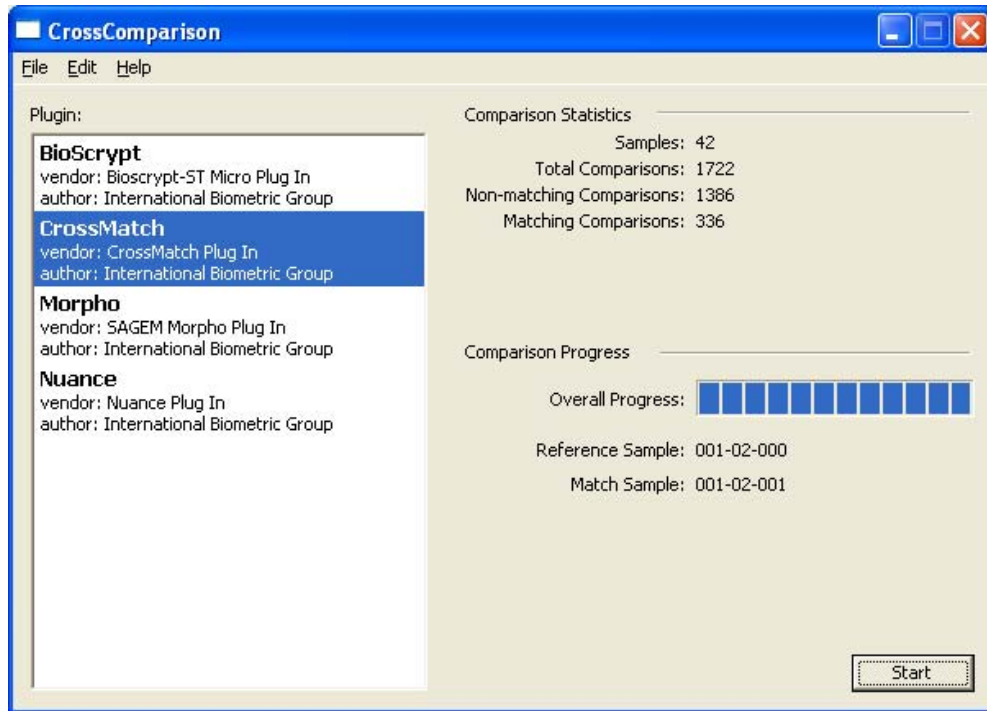 CrossComparison
File Edit Help
Plugin:
BioScrypt
vendor: Bioscrypt-ST Micro Plug In
author: International Biometric Group
CrossMatch
vendor: CrossMatch Plug In
author: International Biometric Group
Morpho
vendor: SAGEM Morpho Plug In
author: International Biometric Group
Nuance
vendor: Nuance Plug In
author: International Biometric Group
Comparison Statistics
Samples: 42
Total Comparisons: 1722
Non-matching Comparisons: 1386
Matching Comparisons: 336
Comparison Progress
Overall Progress:
Reference Sample: 001-02-000
Match Sample: 001-02-001
Start